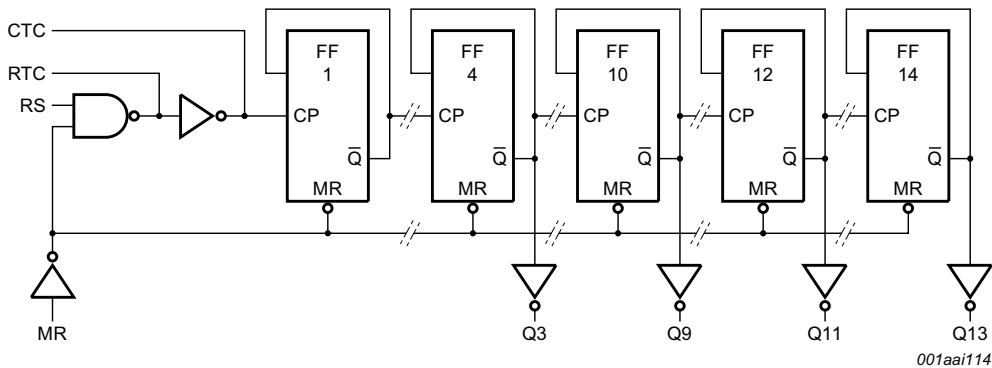 CTC
RTC
RS
MR
FF
1
CP
Q̅
MR
FF
4
CP
Q̅
MR
FF
10
CP
Q̅
MR
FF
12
CP
Q̅
MR
FF
14
CP
Q̅
MR
Q3
Q9
Q11
Q13
001aai114